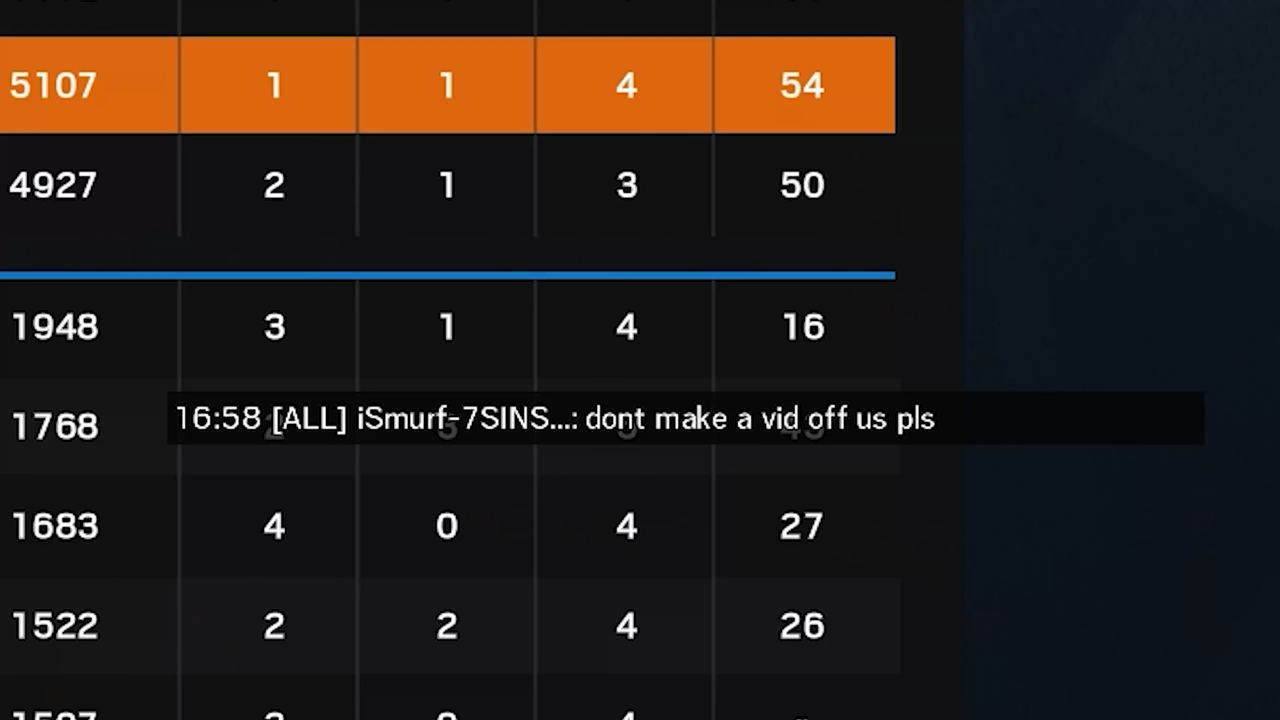 5107 1 1 4 54
4927 2 1 3 50
1948 3 1 4 16
1768
16:58 [ALL] iSmurf-7SINS...: dont make a vid off us pls
1683 4 0 4 27
1522 2 2 4 26